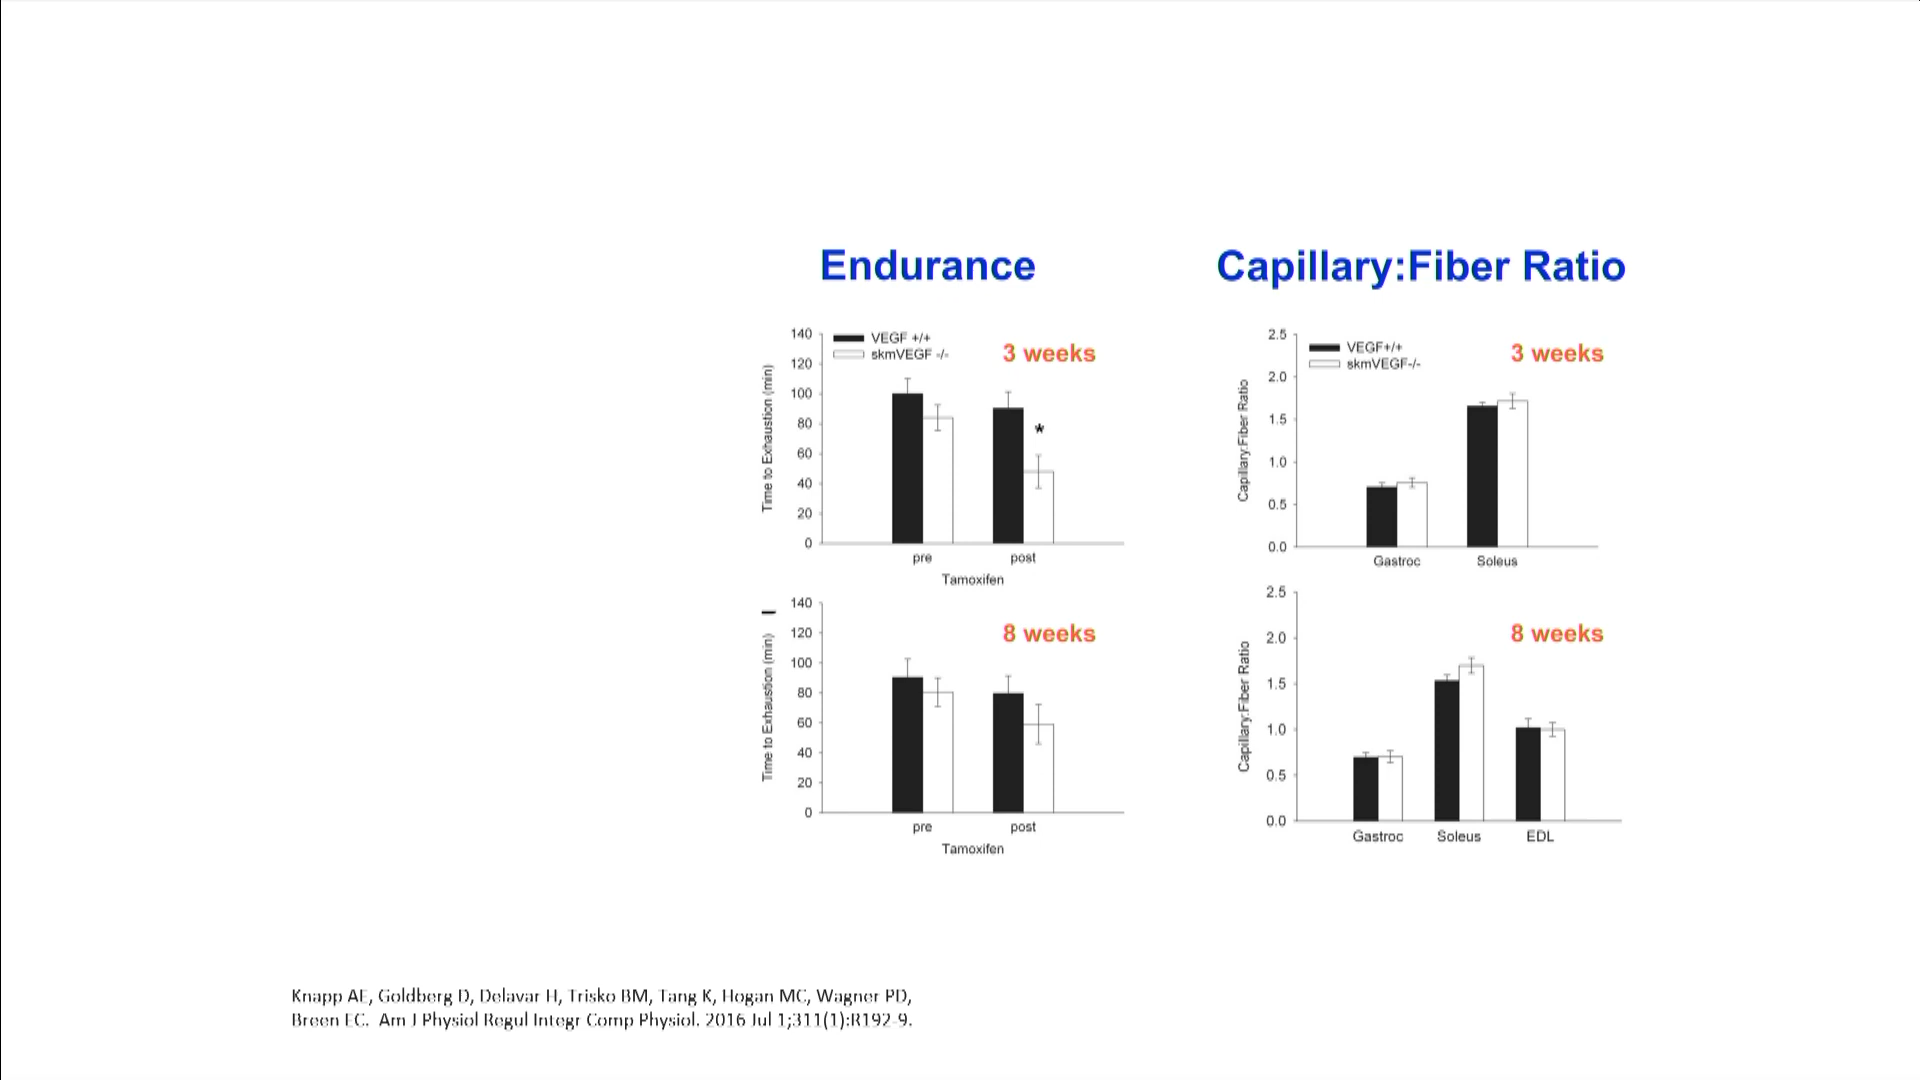 Endurance
Capillary:Fiber Ratio
140
120
100
80
60
40
20
0
Time to Exhaustion (min)
VEGF +/+
skmVEGF -/-
3 weeks
*
pre
post
Tamoxifen
2.5
2.0
1.5
1.0
0.5
0.0
Capillary:Fiber Ratio
VEGF+/+
skmVEGF-/-
3 weeks
Gastroc
Soleus
140
120
100
80
60
40
20
0
Time to Exhaustion (min)
8 weeks
pre
post
Tamoxifen
2.5
2.0
1.5
1.0
0.5
0.0
Capillary:Fiber Ratio
8 weeks
Gastroc
Soleus
EDL
Knapp AE, Goldberg D, Delavar H, Trisko BM, Tang K, Hogan MC, Wagner PD,
Breen EC. Am J Physiol Regul Integr Comp Physiol. 2016 Jul 1;311(1):R192-9.